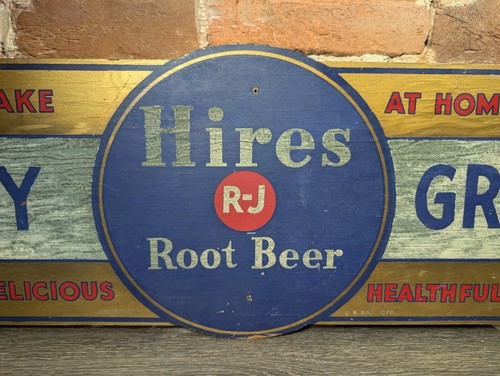 AKE
AT HOM
Hires
R-J
Y
GR
Root Beer
ELICIOUS
HEALTHFUL